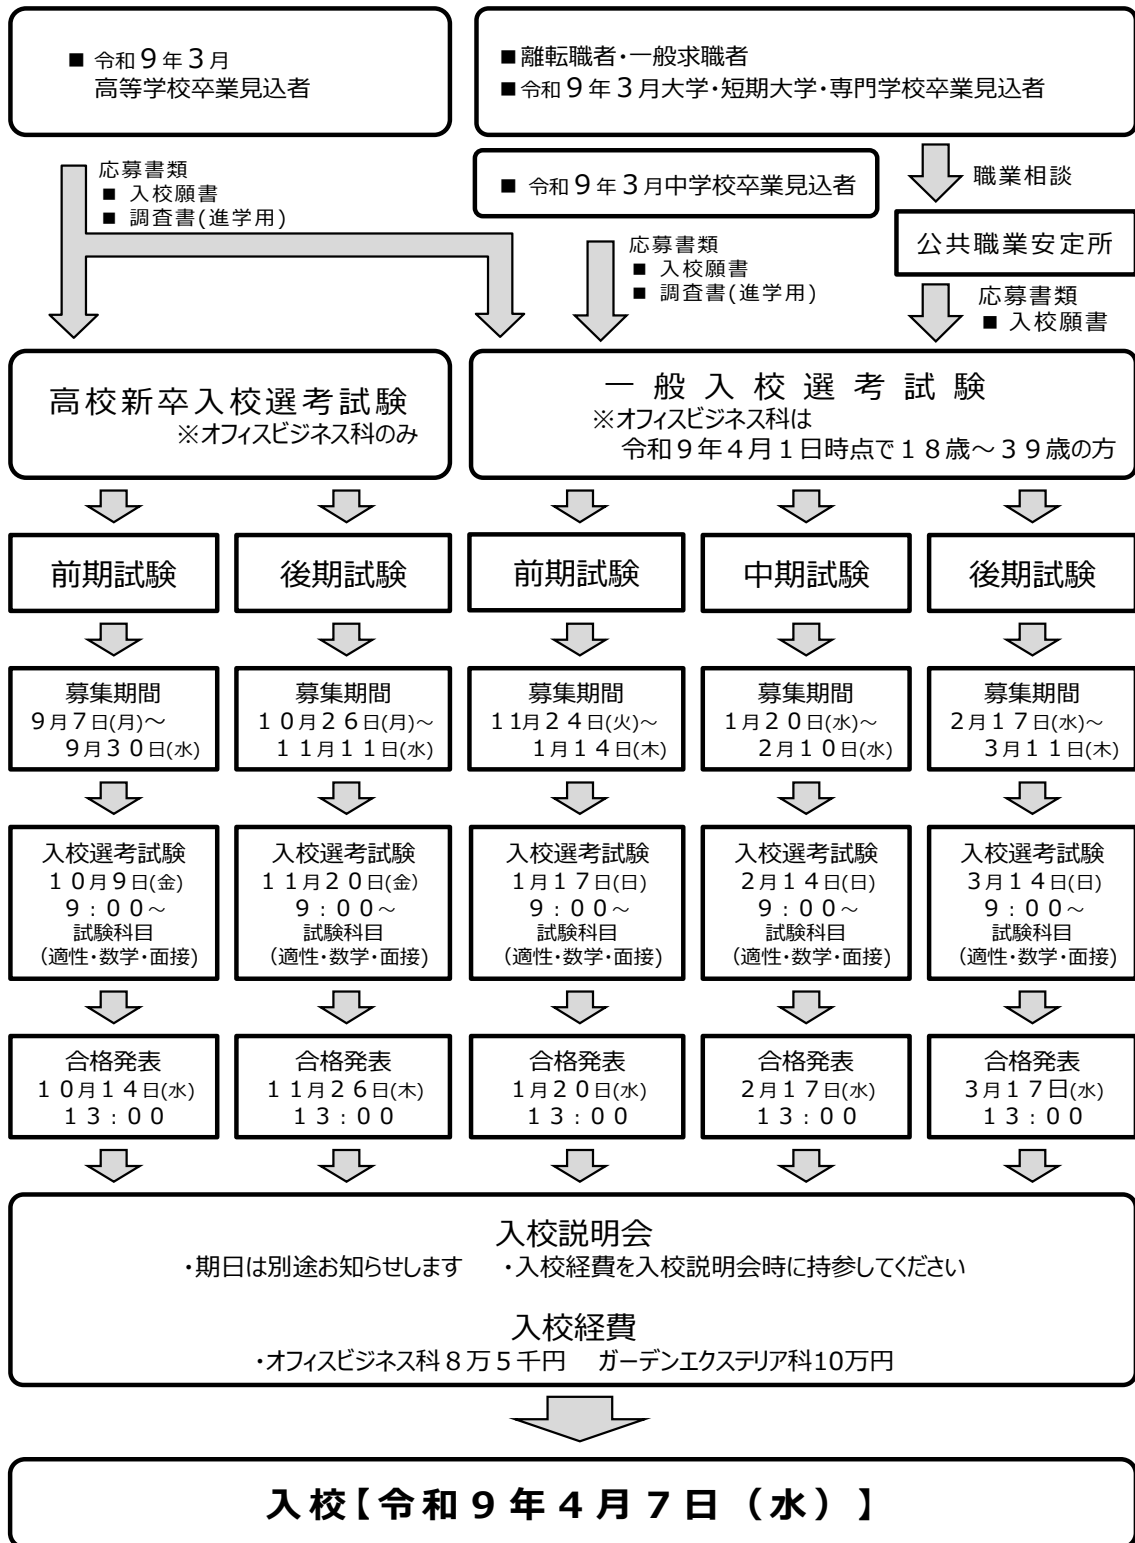 ■ 令和９年３月
高等学校卒業見込者
■離転職者・一般求職者
■令和９年３月大学・短期大学・専門学校卒業見込者
応募書類
■ 入校願書
■ 調査書(進学用)
■ 令和９年３月中学校卒業見込者
職業相談
公共職業安定所
応募書類
■ 入校願書
■ 調査書(進学用)
応募書類
■ 入校願書
高校新卒入校選考試験
※オフィスビジネス科のみ
一般入校選考試験
※オフィスビジネス科は
令和９年４月１日時点で１８歳～３９歳の方
前期試験
後期試験
前期試験
中期試験
後期試験
募集期間
９月７日(月)～
９月３０日(水)
募集期間
１０月２６日(月)～
１１月１１日(水)
募集期間
11月２４日(火)～
１月１４日(木)
募集期間
１月２０日(水)～
２月１０日(水)
募集期間
２月１７日(水)～
３月１１日(木)
入校選考試験
１０月９日(金)
９：００～
試験科目
（適性・数学・面接）
入校選考試験
１１月２０日(金)
９：００～
試験科目
（適性・数学・面接）
入校選考試験
１月１７日(日)
９：００～
試験科目
（適性・数学・面接）
入校選考試験
２月１４日(日)
９：００～
試験科目
（適性・数学・面接）
入校選考試験
３月１４日(日)
９：００～
試験科目
（適性・数学・面接）
合格発表
１０月１４日(水)
１３：００
合格発表
１１月２６日(木)
１３：００
合格発表
１月２０日(水)
１３：００
合格発表
２月１７日(水)
１３：００
合格発表
３月１７日(水)
１３：００
入校説明会
・期日は別途お知らせします ・入校経費を入校説明会時に持参してください
入校経費
・オフィスビジネス科８万５千円 ガーデンエクステリア科10万円
入校【令和９年４月７日（水）】